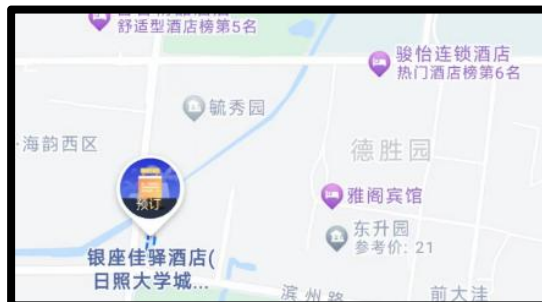 舒适型酒店榜第5名
骏怡连锁酒店
热门酒店榜第6名
毓秀园
海韵西区
德胜园
预订
雅阁宾馆
东升园
参考价: 21
银座佳驿酒店(
日照大学城...
滨州路
前大洼